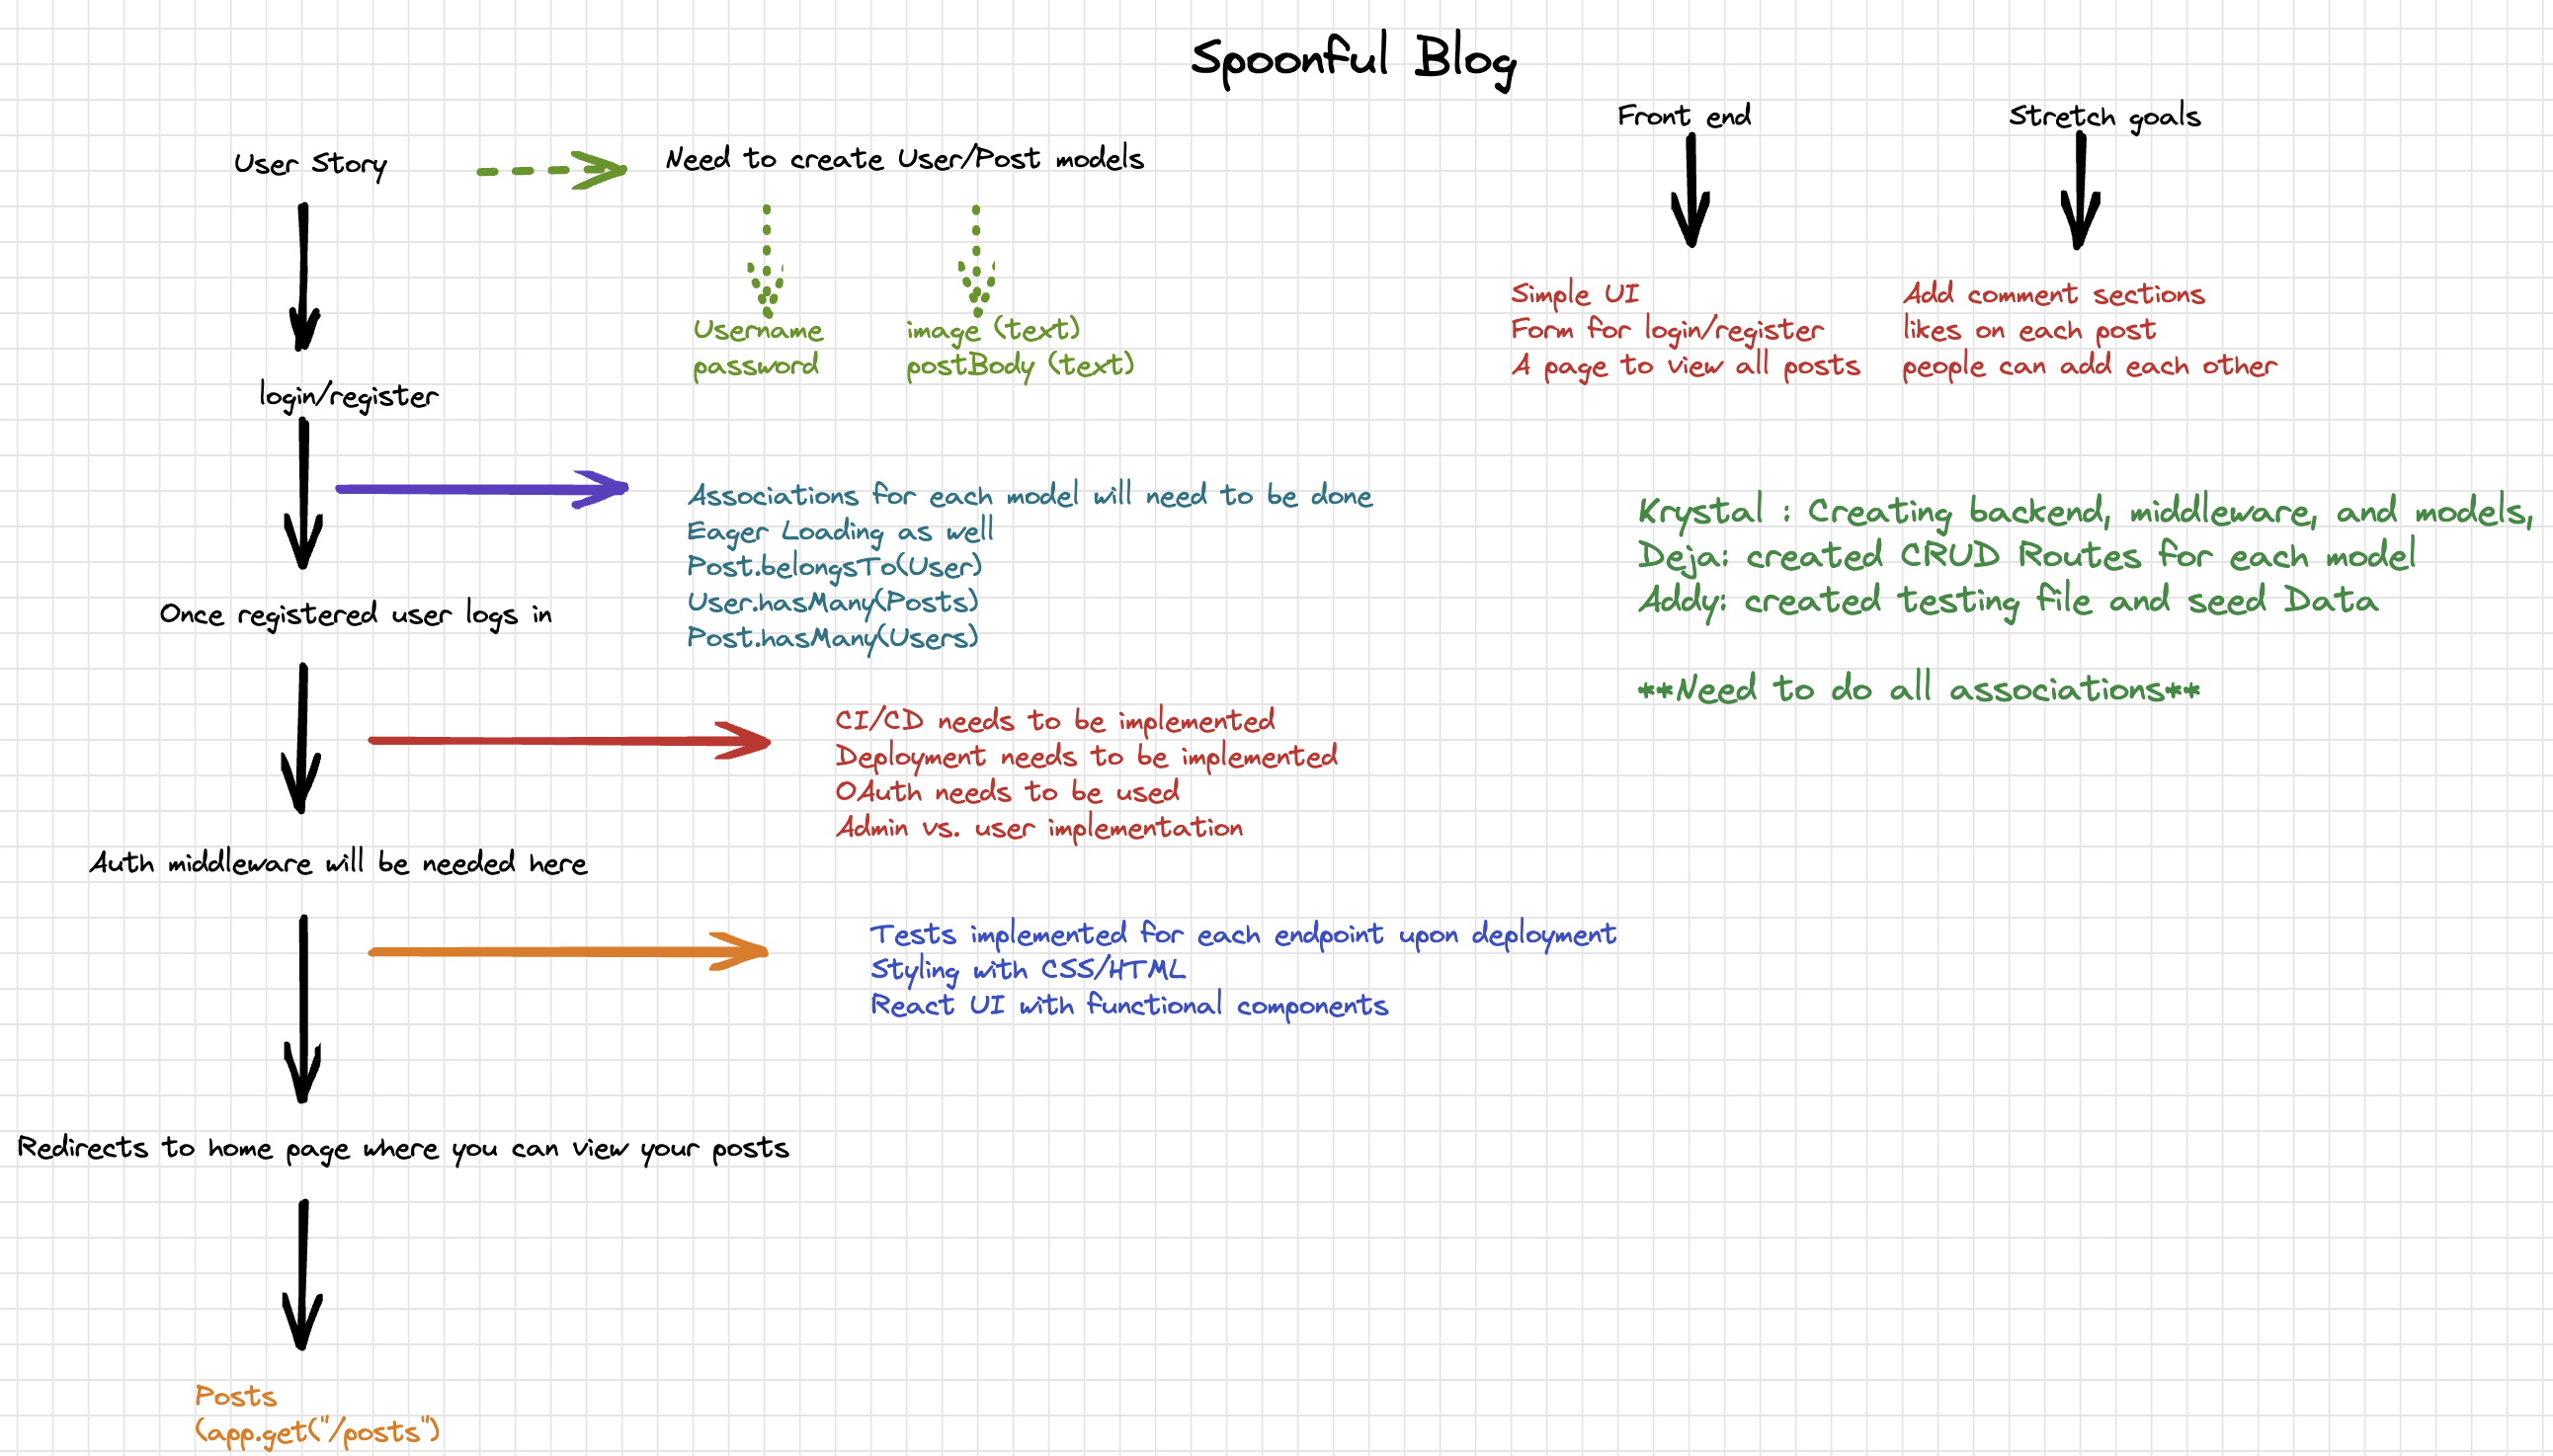 Spoonful Blog
User Story
Need to create User/Post models
Username
password
image (text)
postBody (text)
login/register
Associations for each model will need to be done
Eager Loading as well
Post.belongsTo(User)
User.hasMany(Posts)
Post.hasMany(Users)
Once registered user logs in
CI/CD needs to be implemented
Deployment needs to be implemented
OAuth needs to be used
Admin vs. user implementation
Auth middleware will be needed here
Tests implemented for each endpoint upon deployment
Styling with CSS/HTML
React UI with functional components
Redirects to home page where you can view your posts
Posts
(app.get("/posts")
Front end
Simple UI
Form for login/register
A page to view all posts
Stretch goals
Add comment sections
likes on each post
people can add each other
Krystal : Creating backend, middleware, and models,
Deja: created CRUD Routes for each model
Addy: created testing file and seed Data
**Need to do all associations**